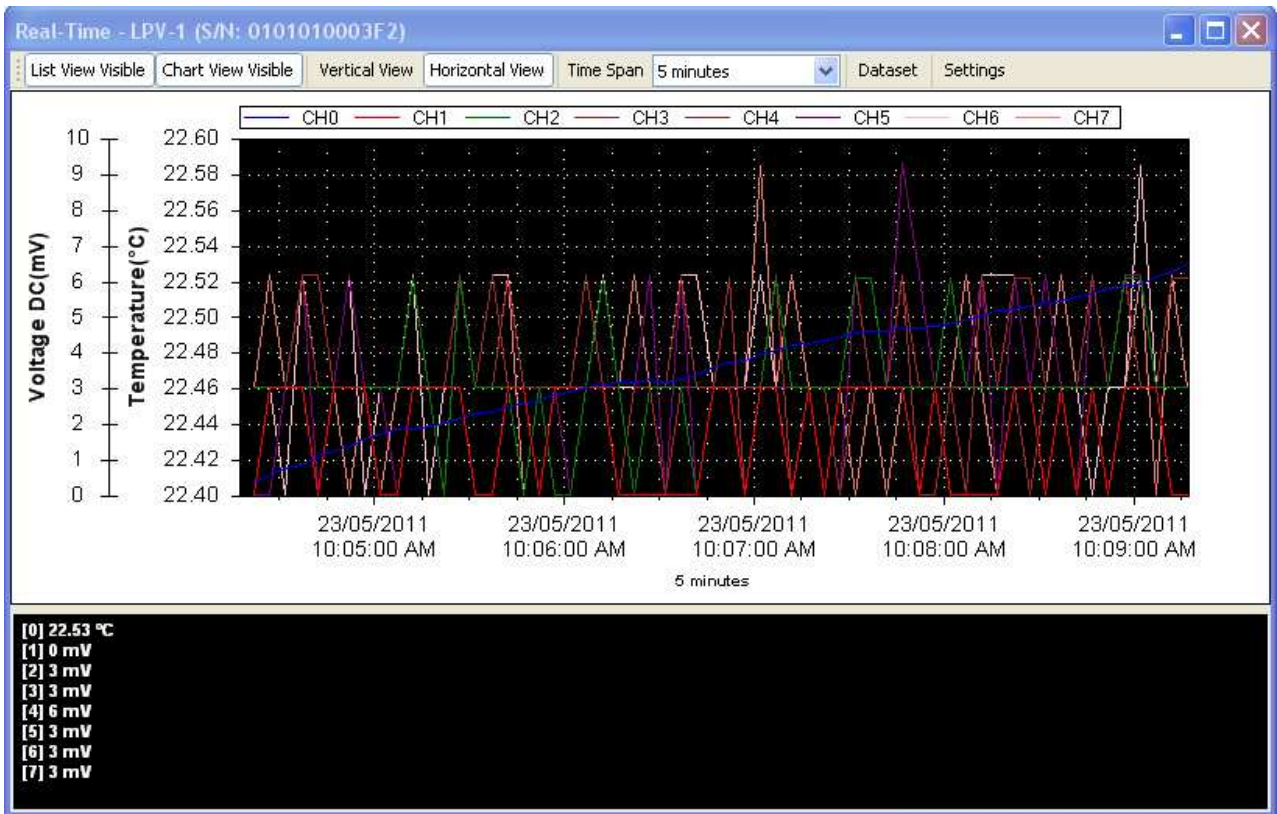 Real-Time - LPV-1 (S/N: 0101010003F2)
List View Visible Chart View Visible Vertical View Horizontal View Time Span 5 minutes Dataset Settings
CH0 CH1 CH2 CH3 CH4 CH5 CH6 CH7
Voltage DC(mV)
10
9
8
7
6
5
4
3
2
1
0
Temperature(°C)
22.60
22.58
22.56
22.54
22.52
22.50
22.48
22.46
22.44
22.42
22.40
23/05/2011 23/05/2011 23/05/2011 23/05/2011 23/05/2011
10:05:00 AM 10:06:00 AM 10:07:00 AM 10:08:00 AM 10:09:00 AM
5 minutes
[0] 22.53 ºC
[1] 0 mV
[2] 3 mV
[3] 3 mV
[4] 6 mV
[5] 3 mV
[6] 3 mV
[7] 3 mV